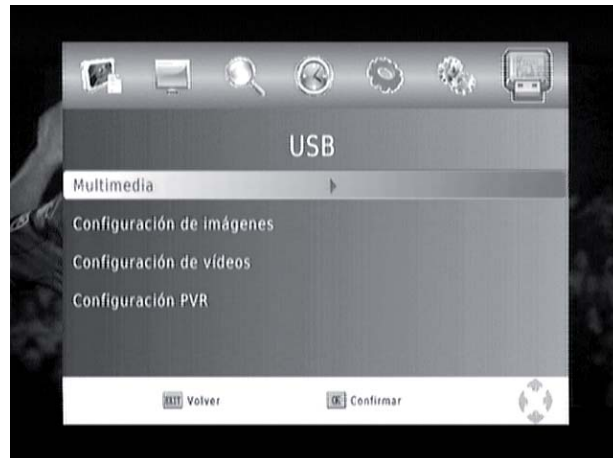 USB
Multimedia
Configuración de imágenes
Configuración de vídeos
Configuración PVR
EXIT Volver
OK Confirmar